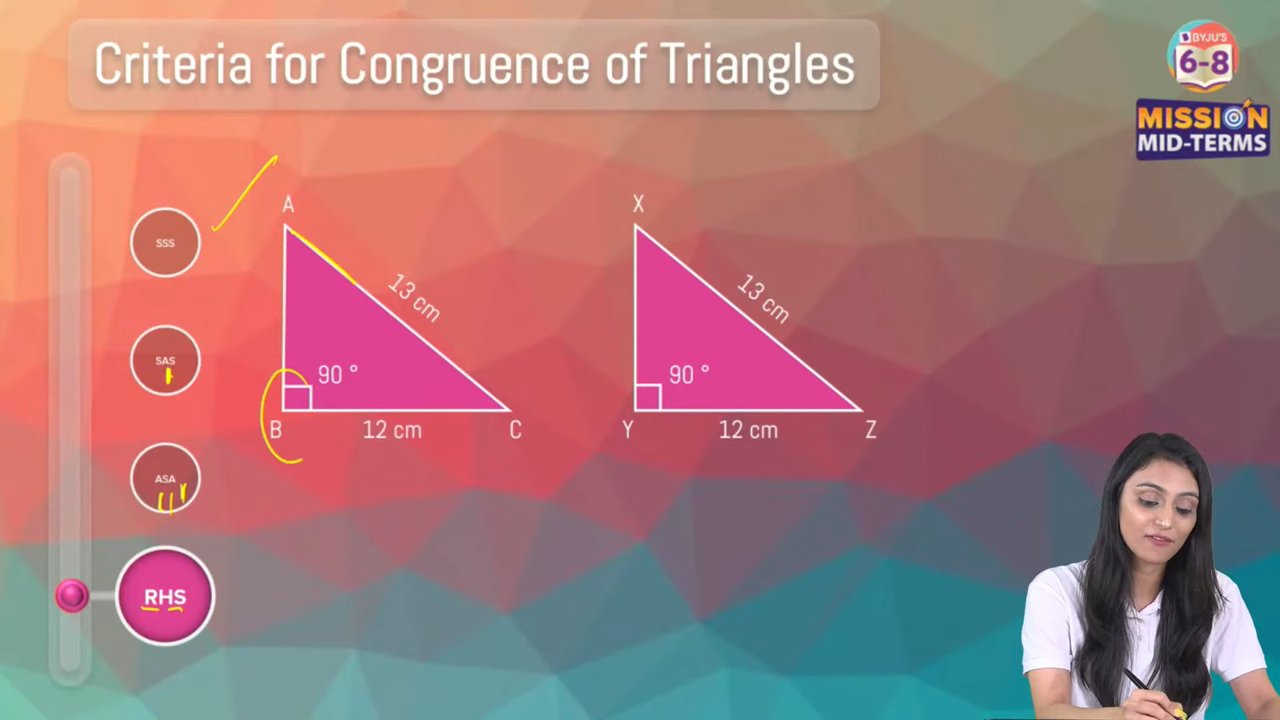 Criteria for Congruence of Triangles
BYJU'S
6-8
MISSION
MID-TERMS
SSS
SAS
ASA
RHS
A
13 cm
90 °
B
12 cm
C
X
13 cm
90 °
Y
12 cm
Z